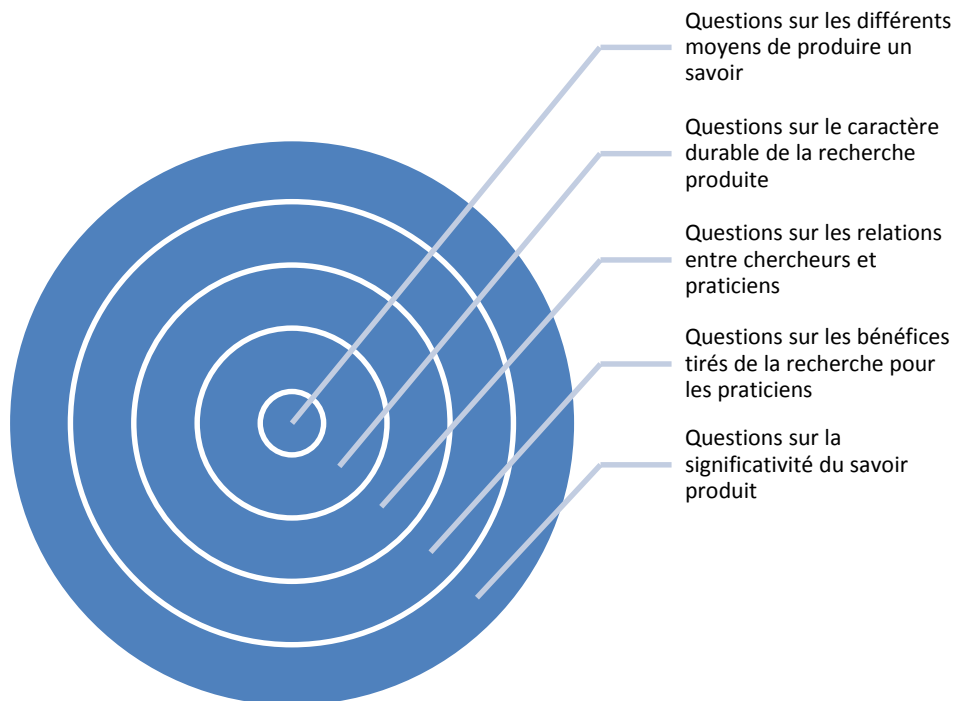 Questions sur les différents
moyens de produire un
savoir
Questions sur le caractère
durable de la recherche
produite
Questions sur les relations
entre chercheurs et
praticiens
Questions sur les bénéfices
tirés de la recherche pour
les praticiens
Questions sur la
significativité du savoir
produit